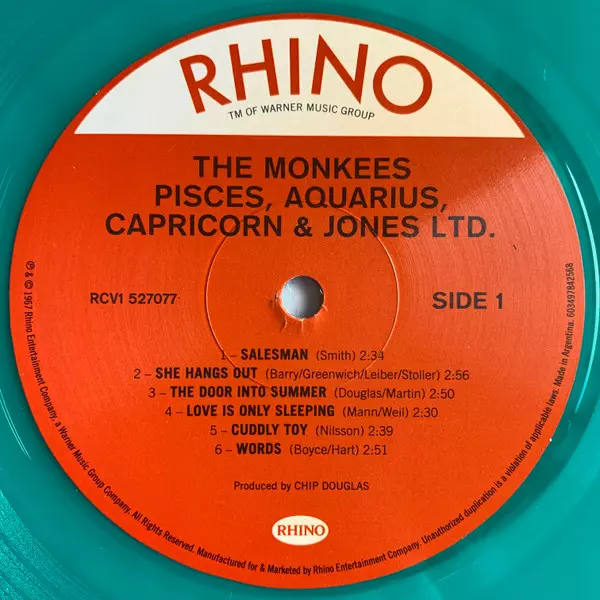 RHINO
TM OF WARNER MUSIC GROUP
THE MONKEES
PISCES, AQUARIUS,
CAPRICORN & JONES LTD.
RCV1 527077
SIDE 1
1 – SALESMAN (Smith) 2:34
2 – SHE HANGS OUT (Barry/Greenwich/Leiber/Stoller) 2:56
3 – THE DOOR INTO SUMMER (Douglas/Martin) 2:50
4 – LOVE IS ONLY SLEEPING (Mann/Weil) 2:30
5 – CUDDLY TOY (Nilsson) 2:39
6 – WORDS (Boyce/Hart) 2:51
Produced by CHIP DOUGLAS
RHINO
℗ & © 1967 Rhino Entertainment Company, a Warner Music Group Company. All Rights Reserved. Manufactured for & Marketed by Rhino Entertainment Company. Unauthorized duplication is a violation of applicable laws. Made in Argentina. 603497842568